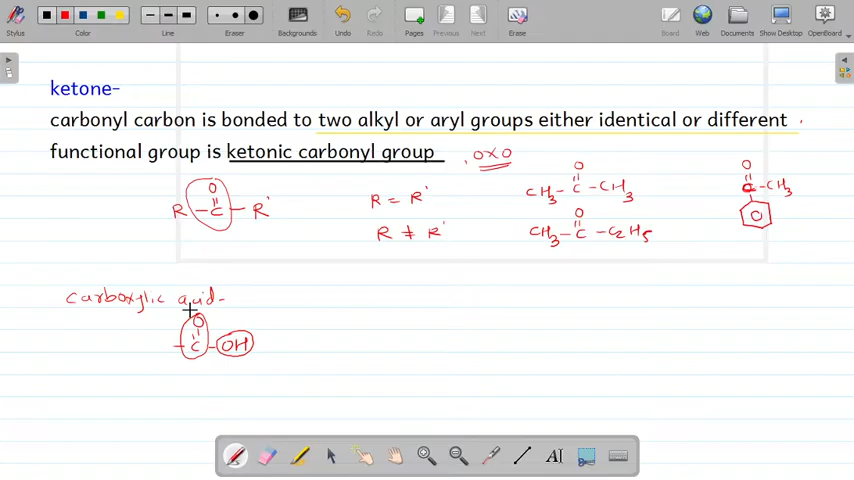 Stylus Color Line Eraser Backgrounds Undo Redo Pages Previous Next Erase Board Web Documents Show Desktop OpenBoard
ketone-
carbonyl carbon is bonded to two alkyl or aryl groups either identical or different
functional group is ketonic carbonyl group , OXO
O
R - C - R'
R = R'
R ≠ R'
O
CH3 - C - CH3
O
CH3 - C - C2H5
O
C - CH3
carboxylic acid-
O
- C - OH